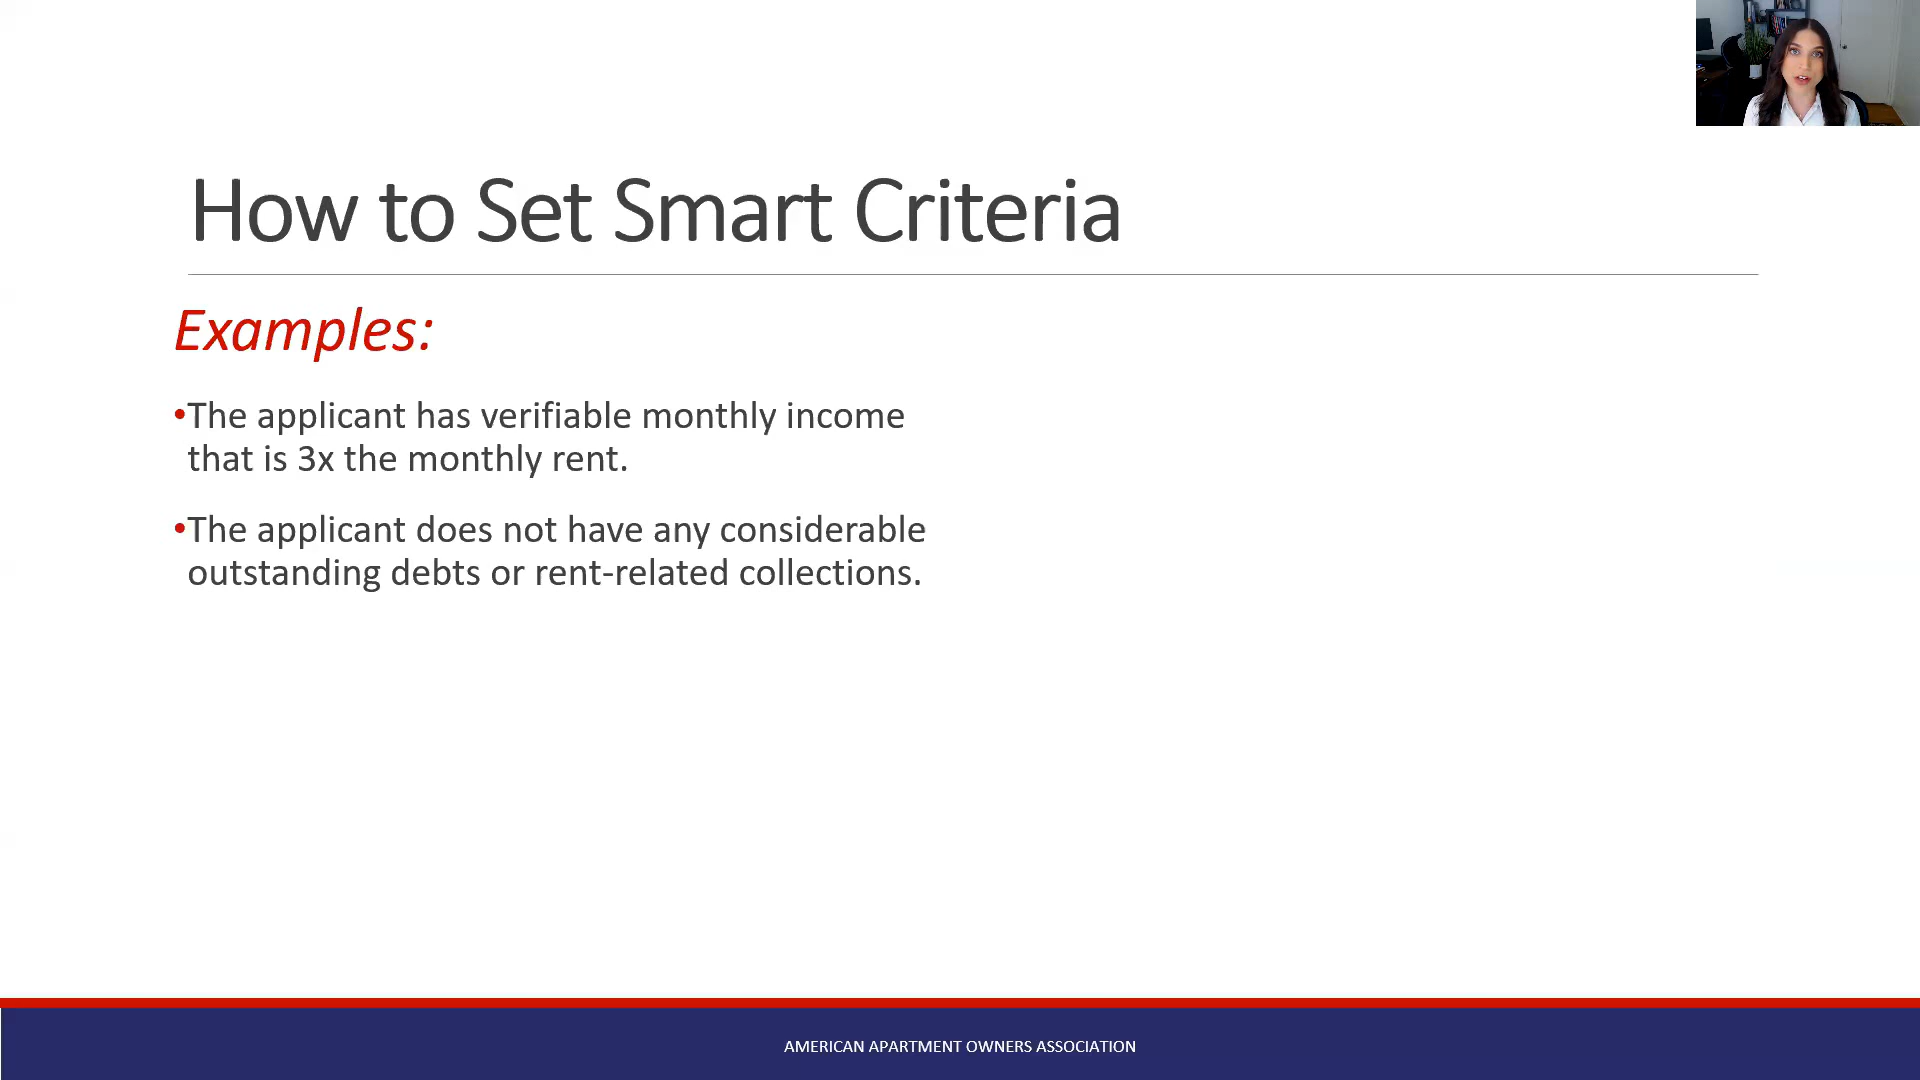 How to Set Smart Criteria
Examples:
•The applicant has verifiable monthly income
that is 3x the monthly rent.
•The applicant does not have any considerable
outstanding debts or rent-related collections.
AMERICAN APARTMENT OWNERS ASSOCIATION